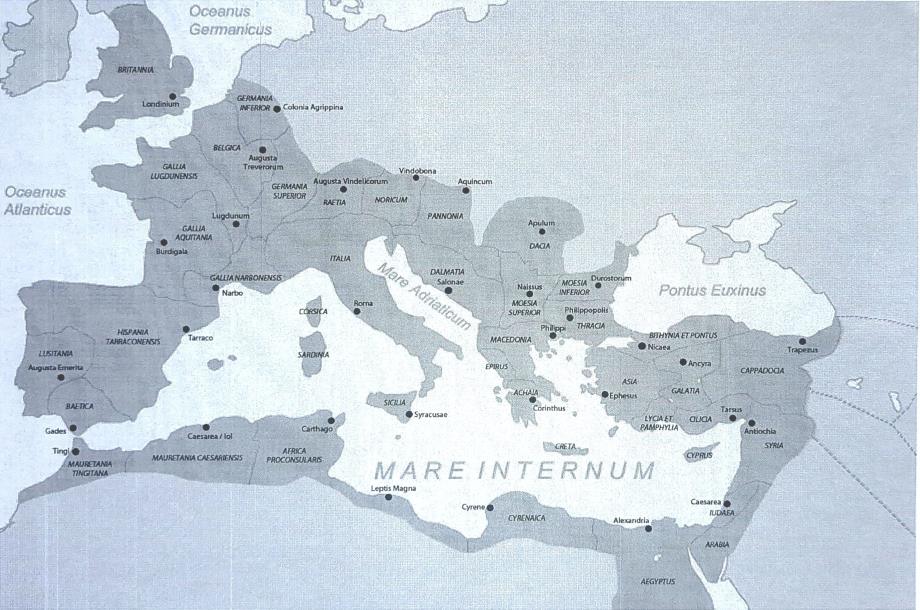 Oceanus
Germanicus
BRITANNIA
Londinium
GERMANIA
INFERIOR
Colonia Agrippina
BELGICA
Augusta
Treverorum
GALLIA
LUGDUNENSIS
GERMANIA
SUPERIOR
Augusta Vindelicorum
RAETIA
Vindobona
NORICUM
Aquincum
PANNONIA
Oceanus
Atlanticus
Lugdunum
GALLIA
AQUITANIA
Burdigala
Apulum
DACIA
ITALIA
Mare Adriaticum
DALMATIA
Salonae
GALLIA NARBONENSIS
Narbo
Naissus
MOESIA
SUPERIOR
MOESIA
INFERIOR
Durostorum
Pontus Euxinus
CORSICA
Roma
Philippopolis
THRACIA
Philippi
MACEDONIA
HISPANIA
TARRACONENSIS
Tarraco
LUSITANIA
Augusta Emerita
SARDINIA
EPIRUS
BITHYNIA ET PONTUS
Nicaea
Trapezus
Ancyra
CAPPADOCIA
ASIA
GALATIA
Ephesus
ACHAIA
Corinthus
BAETICA
Gades
SICILIA
Syracusae
LYCIA ET
PAMPHYLIA
CILICIA
Tarsus
Antiochia
SYRIA
Tingi
MAURETANIA
TINGITANA
Caesarea / Iol
MAURETANIA CAESARIENSIS
Carthago
AFRICA
PROCONSULARIS
CRETA
CYPRUS
MARE INTERNUM
Leptis Magna
Cyrene
CYRENAICA
Alexandria
Caesarea
IUDAEA
ARABIA
AEGYPTUS